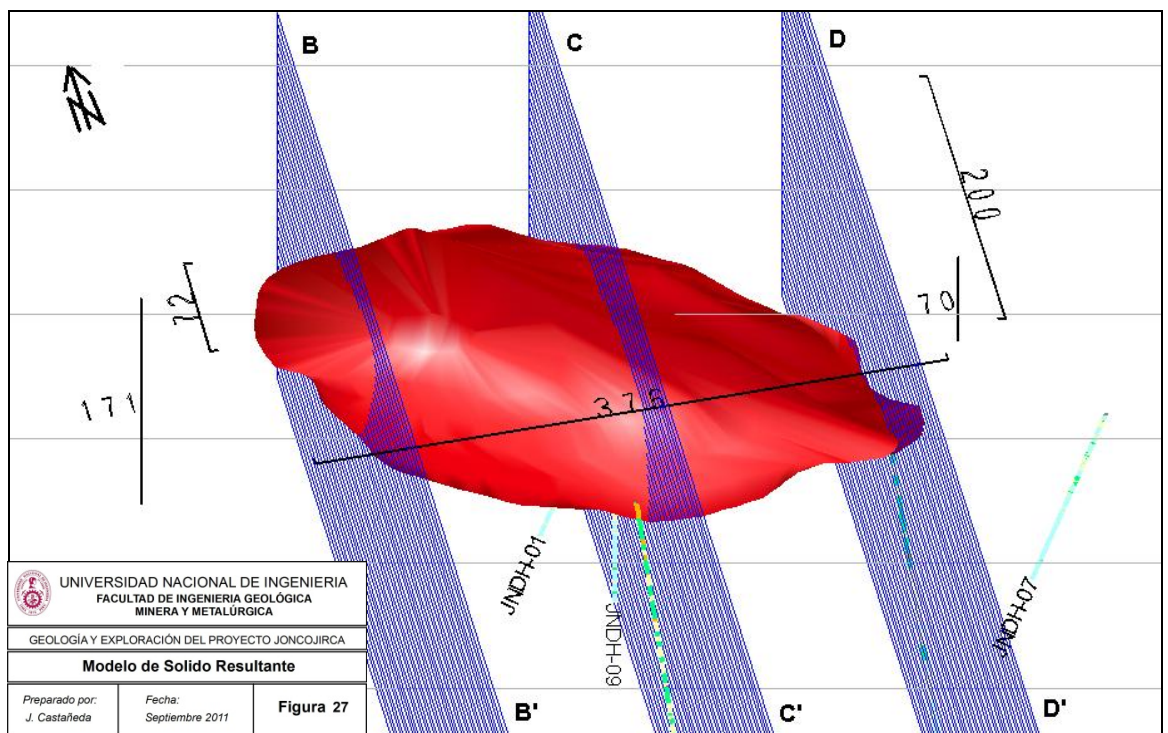 B
C
D
N
200
72
70
171
375
JNDH-01
JNDH-09
JNDH-07
UNIVERSIDAD NACIONAL DE INGENIERIA
FACULTAD DE INGENIERIA GEOLÓGICA
MINERA Y METALÚRGICA
GEOLOGÍA Y EXPLORACIÓN DEL PROYECTO JONCOJIRCA
Modelo de Solido Resultante
Preparado por:
J. Castañeda
Fecha:
Septiembre 2011
Figura 27
B'
C'
D'